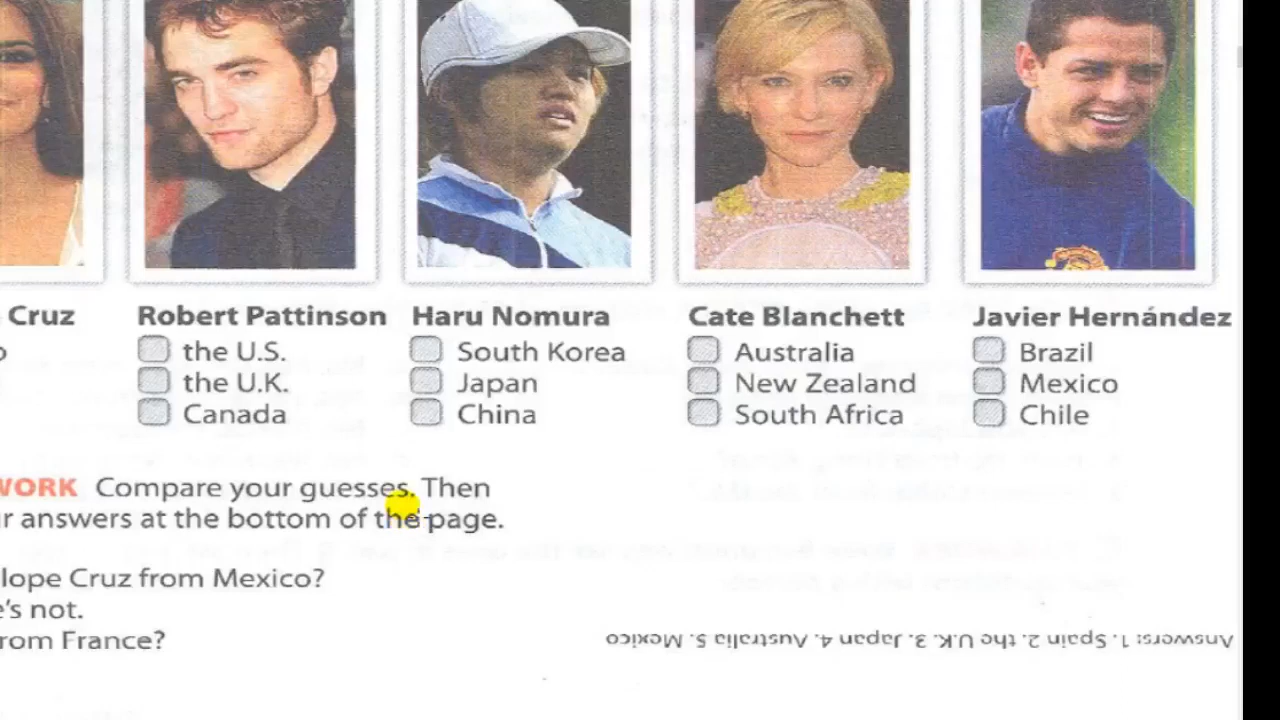 Cruz
Robert Pattinson
the U.S.
the U.K.
Canada
Haru Nomura
South Korea
Japan
China
Cate Blanchett
Australia
New Zealand
South Africa
Javier Hernández
Brazil
Mexico
Chile
WORK Compare your guesses. Then
r answers at the bottom of the page.
lope Cruz from Mexico?
e's not.
rom France?
Answers: 1. Spain 2. the U.K. 3. Japan 4. Australia 5. Mexico